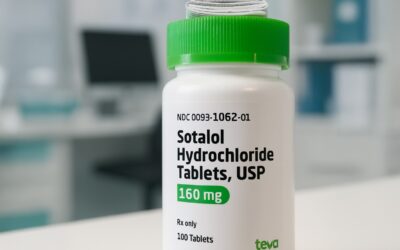 NDC 0093-1062-01
Sotalol
Hydrochloride
Tablets, USP
160 mg
Rx only
100 Tablets
teva